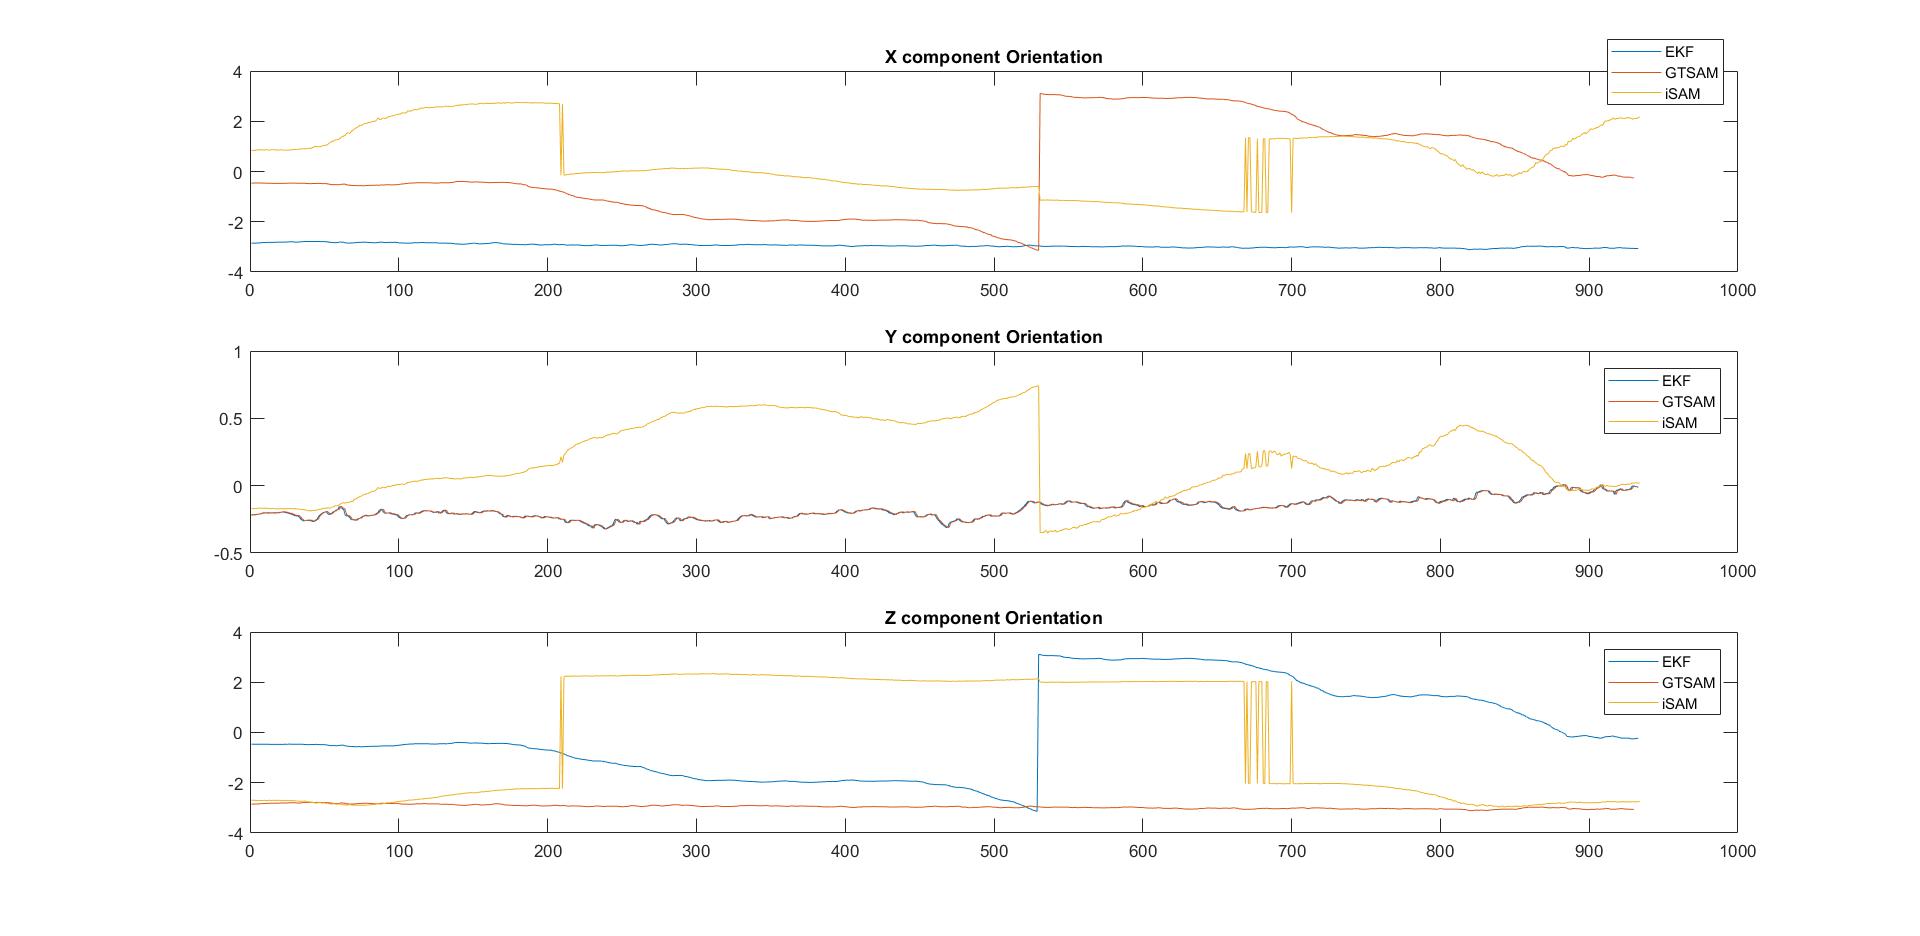 X component Orientation
EKF
GTSAM
iSAM
4
2
0
-2
-4
0 100 200 300 400 500 600 700 800 900 1000
Y component Orientation
EKF
GTSAM
iSAM
1
0.5
0
-0.5
0 100 200 300 400 500 600 700 800 900 1000
Z component Orientation
EKF
GTSAM
iSAM
4
2
0
-2
-4
0 100 200 300 400 500 600 700 800 900 1000